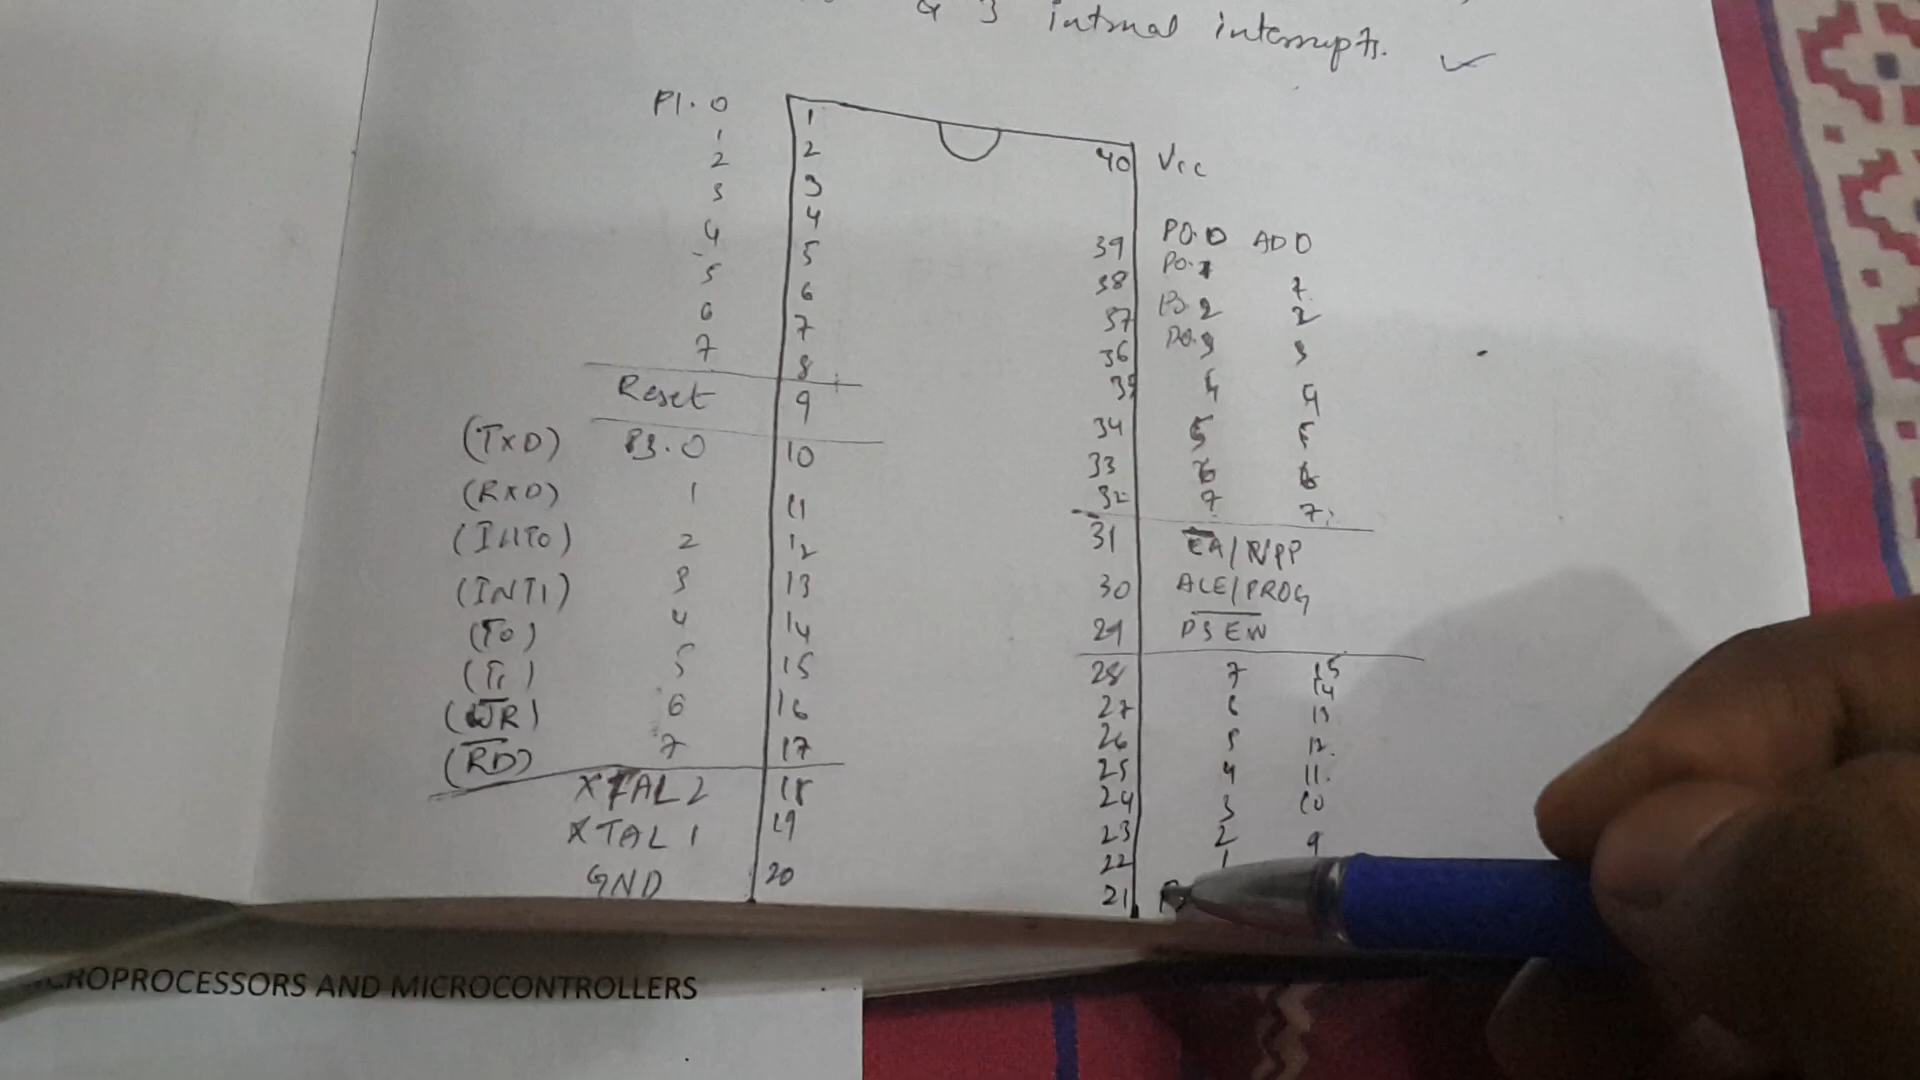 & 3 internal interrupts.
P1.0 1
1
2 2 40 Vcc
3 3
4 4
5 5 39 P0.0 AD0
6 6 38 P0.1 1
7 7 37 P0.2 2
8 36 P0.3 3
Reset 9 35 4 4
(TXD) P3.0 10 34 5 5
(RXD) 1 11 33 6 6
(INT0) 2 12 32 7 7
(INT1) 3 13 31 EA/VPP
(T0) 4 14 30 ALE/PROG
(T1) 5 15 29 PSEN
(WR) 6 16 28 7 15
(RD) 7 17 27 6 14
XTAL 2 18 26 5 13
XTAL 1 19 25 4 12
GND 20 24 3 11
23 2 10
22 1 9
21
CROPROCESSORS AND MICROCONTROLLERS